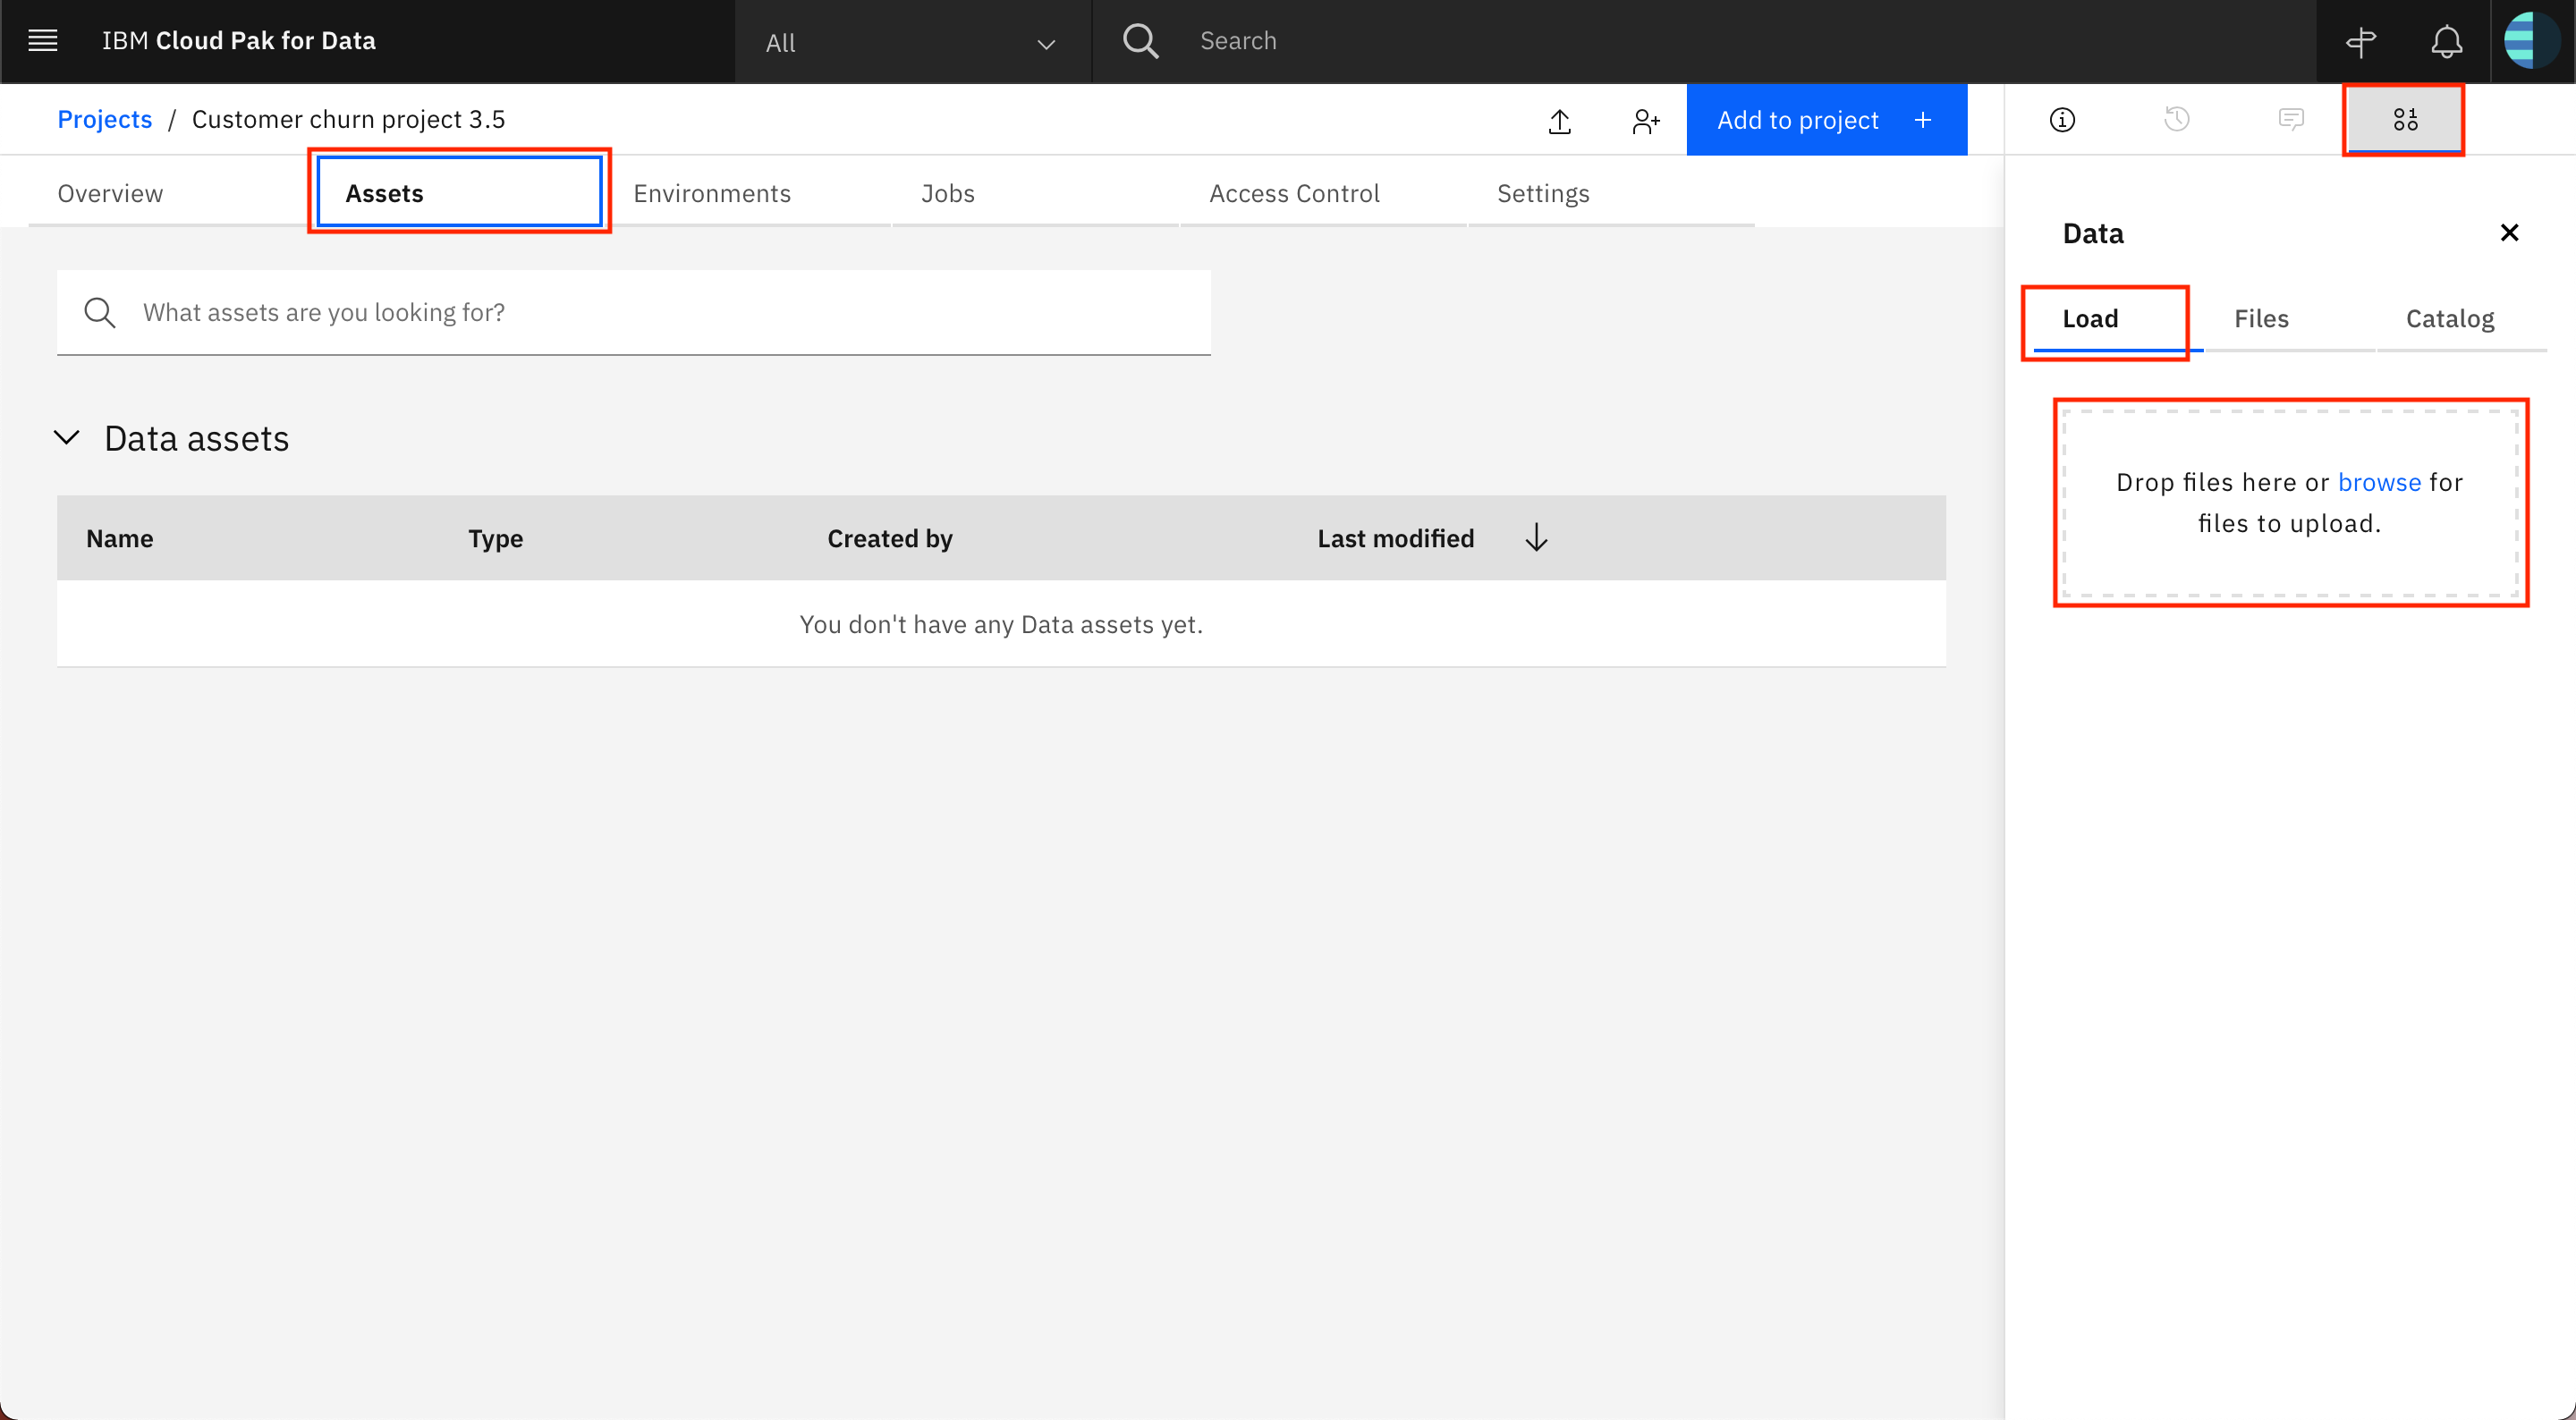 IBM Cloud Pak for Data
All
Search
Projects / Customer churn project 3.5
Add to project +
Overview
Assets
Environments
Jobs
Access Control
Settings
What assets are you looking for?
Data assets
Name
Type
Created by
Last modified
You don't have any Data assets yet.
Data
Load
Files
Catalog
Drop files here or browse for
files to upload.